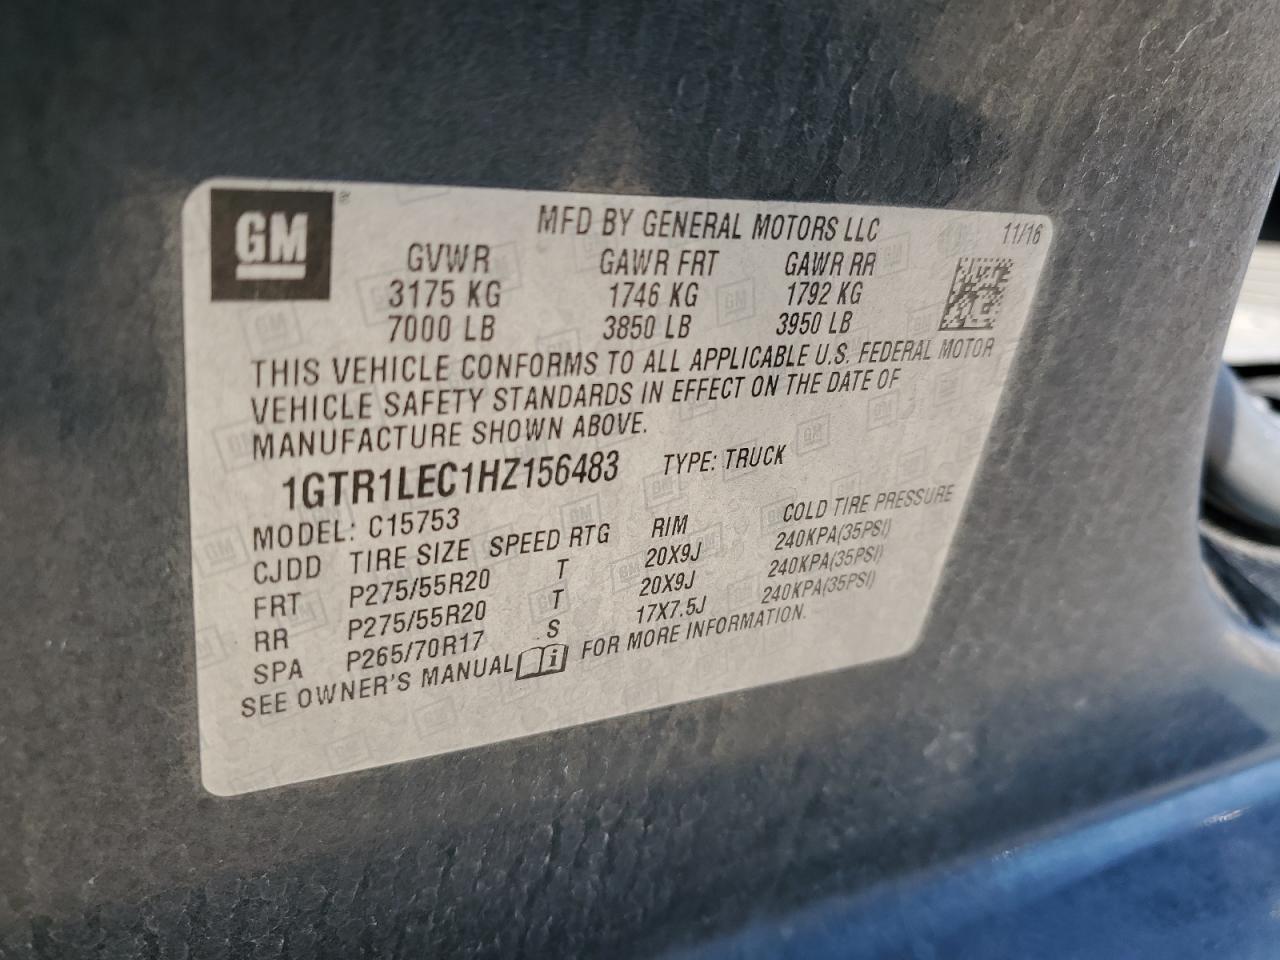 GM
MFD BY GENERAL MOTORS LLC 11/16
GVWR GAWR FRT GAWR RR
3175 KG 1746 KG 1792 KG
7000 LB 3850 LB 3950 LB
THIS VEHICLE CONFORMS TO ALL APPLICABLE U.S. FEDERAL MOTOR
VEHICLE SAFETY STANDARDS IN EFFECT ON THE DATE OF
MANUFACTURE SHOWN ABOVE.
1GTR1LEC1HZ156483 TYPE: TRUCK
MODEL: C15753
CJDD TIRE SIZE SPEED RTG RIM COLD TIRE PRESSURE
FRT P275/55R20 T 20X9J 240KPA(35PSI)
RR P275/55R20 T 20X9J 240KPA(35PSI)
SPA P265/70R17 S 17X7.5J 240KPA(35PSI)
SEE OWNER'S MANUAL FOR MORE INFORMATION.